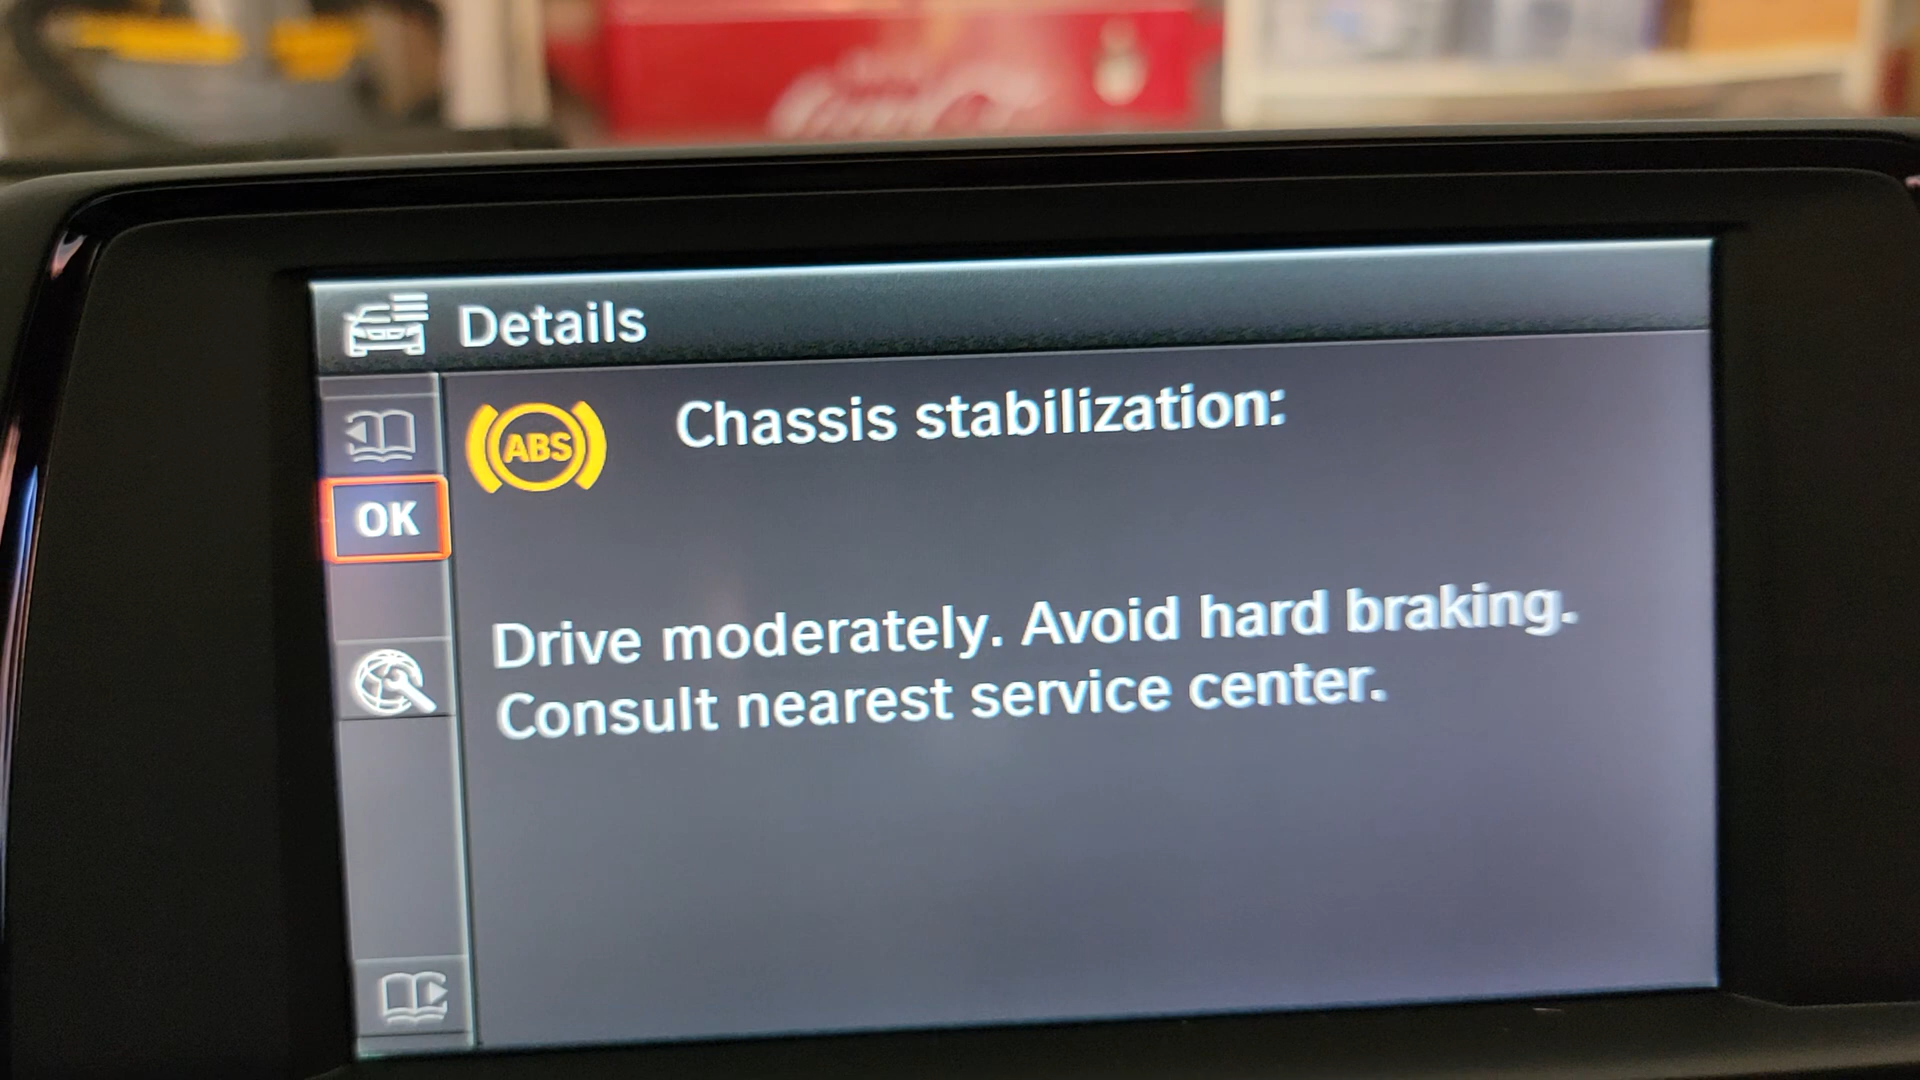 Details
ABS
Chassis stabilization:
OK
Drive moderately. Avoid hard braking.
Consult nearest service center.